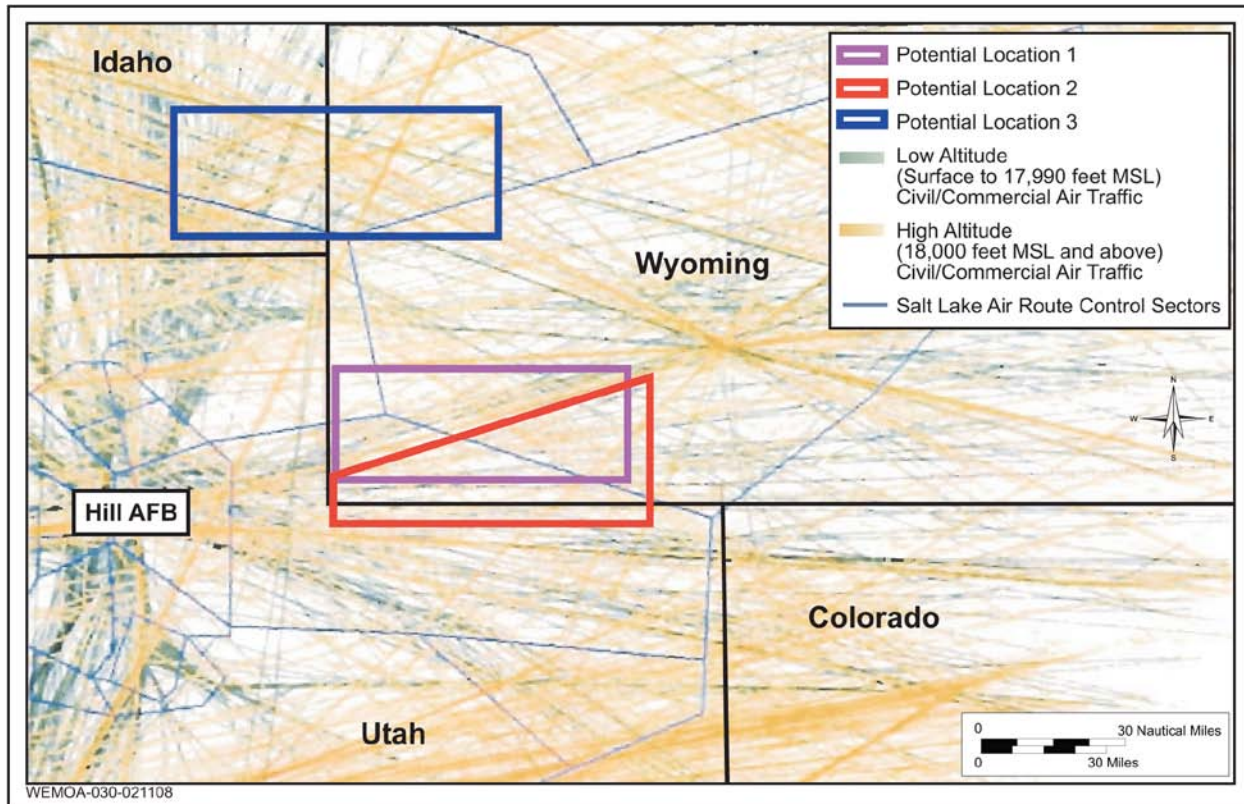 Idaho
Wyoming
Hill AFB
Colorado
Utah
Potential Location 1
Potential Location 2
Potential Location 3
Low Altitude
(Surface to 17,990 feet MSL)
Civil/Commercial Air Traffic
High Altitude
(18,000 feet MSL and above)
Civil/Commercial Air Traffic
Salt Lake Air Route Control Sectors
N
W E
S
0 30 Nautical Miles
0 30 Miles
WEMOA-030-021108